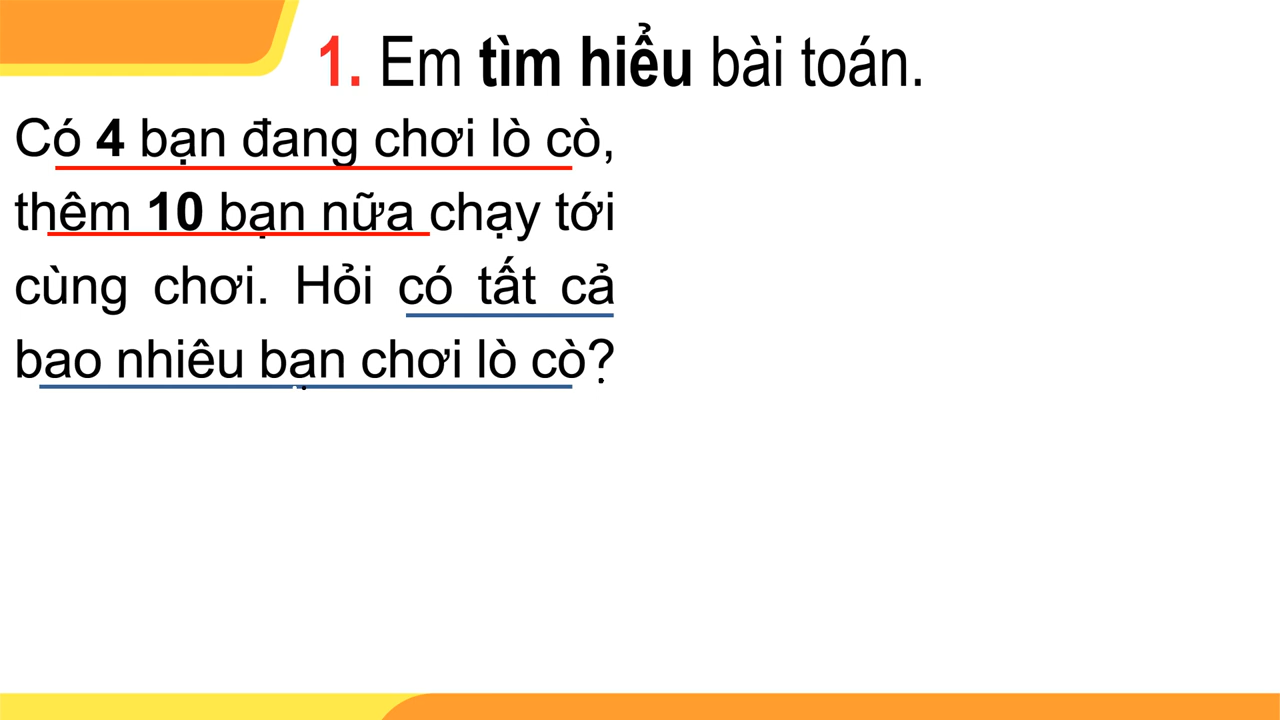 1. Em tìm hiểu bài toán.
Có 4 bạn đang chơi lò cò,
thêm 10 bạn nữa chạy tới
cùng chơi. Hỏi có tất cả
bao nhiêu bạn chơi lò cò?